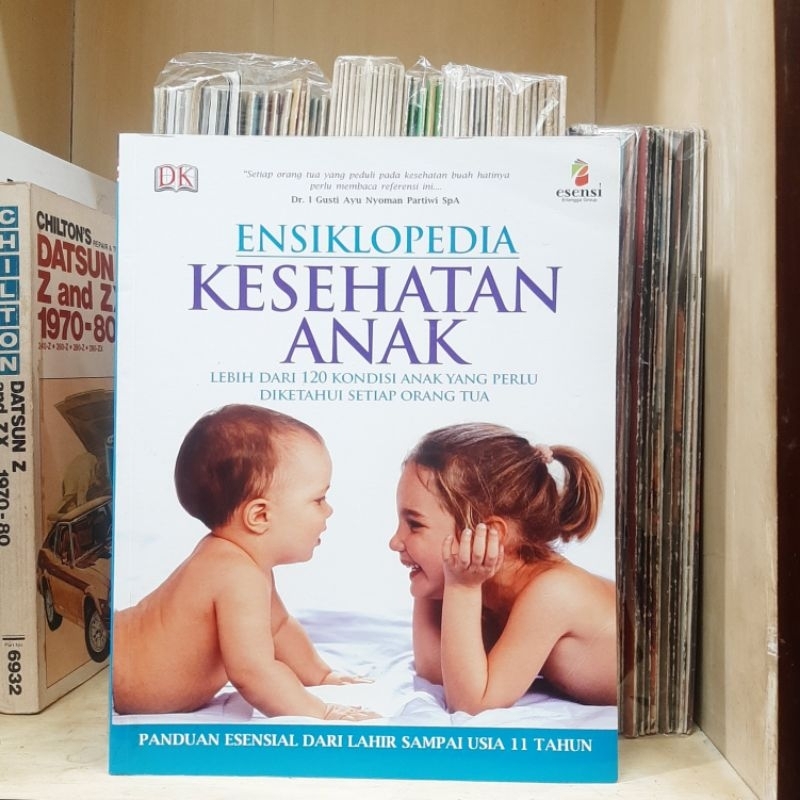 DK
"Setiap orang tua yang peduli pada kesehatan buah hatinya
perlu membaca referensi ini....
Dr. I Gusti Ayu Nyoman Partiwi SpA
esensi
Erlangga Group
ENSIKLOPEDIA
KESEHATAN
ANAK
LEBIH DARI 120 KONDISI ANAK YANG PERLU
DIKETAHUI SETIAP ORANG TUA
PANDUAN ESENSIAL DARI LAHIR SAMPAI USIA 11 TAHUN
CHILTON'S
DATSUN
Z and ZX
1970-80
CHILTON
DATSUN Z
and ZX 1970-80
6932